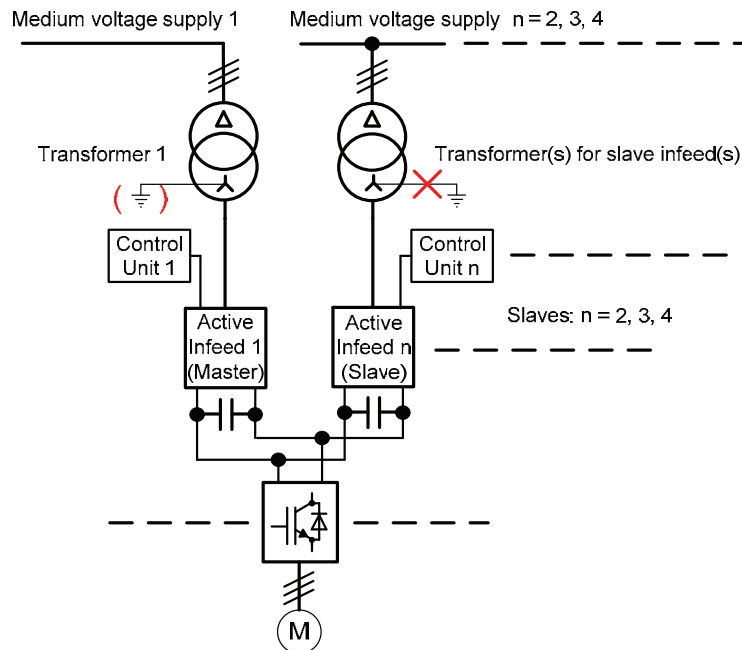 Medium voltage supply 1
Medium voltage supply n = 2, 3, 4
Transformer 1
Transformer(s) for slave infeed(s)
Control
Unit 1
Control
Unit n
Active
Infeed 1
(Master)
Active
Infeed n
(Slave)
Slaves: n = 2, 3, 4
M